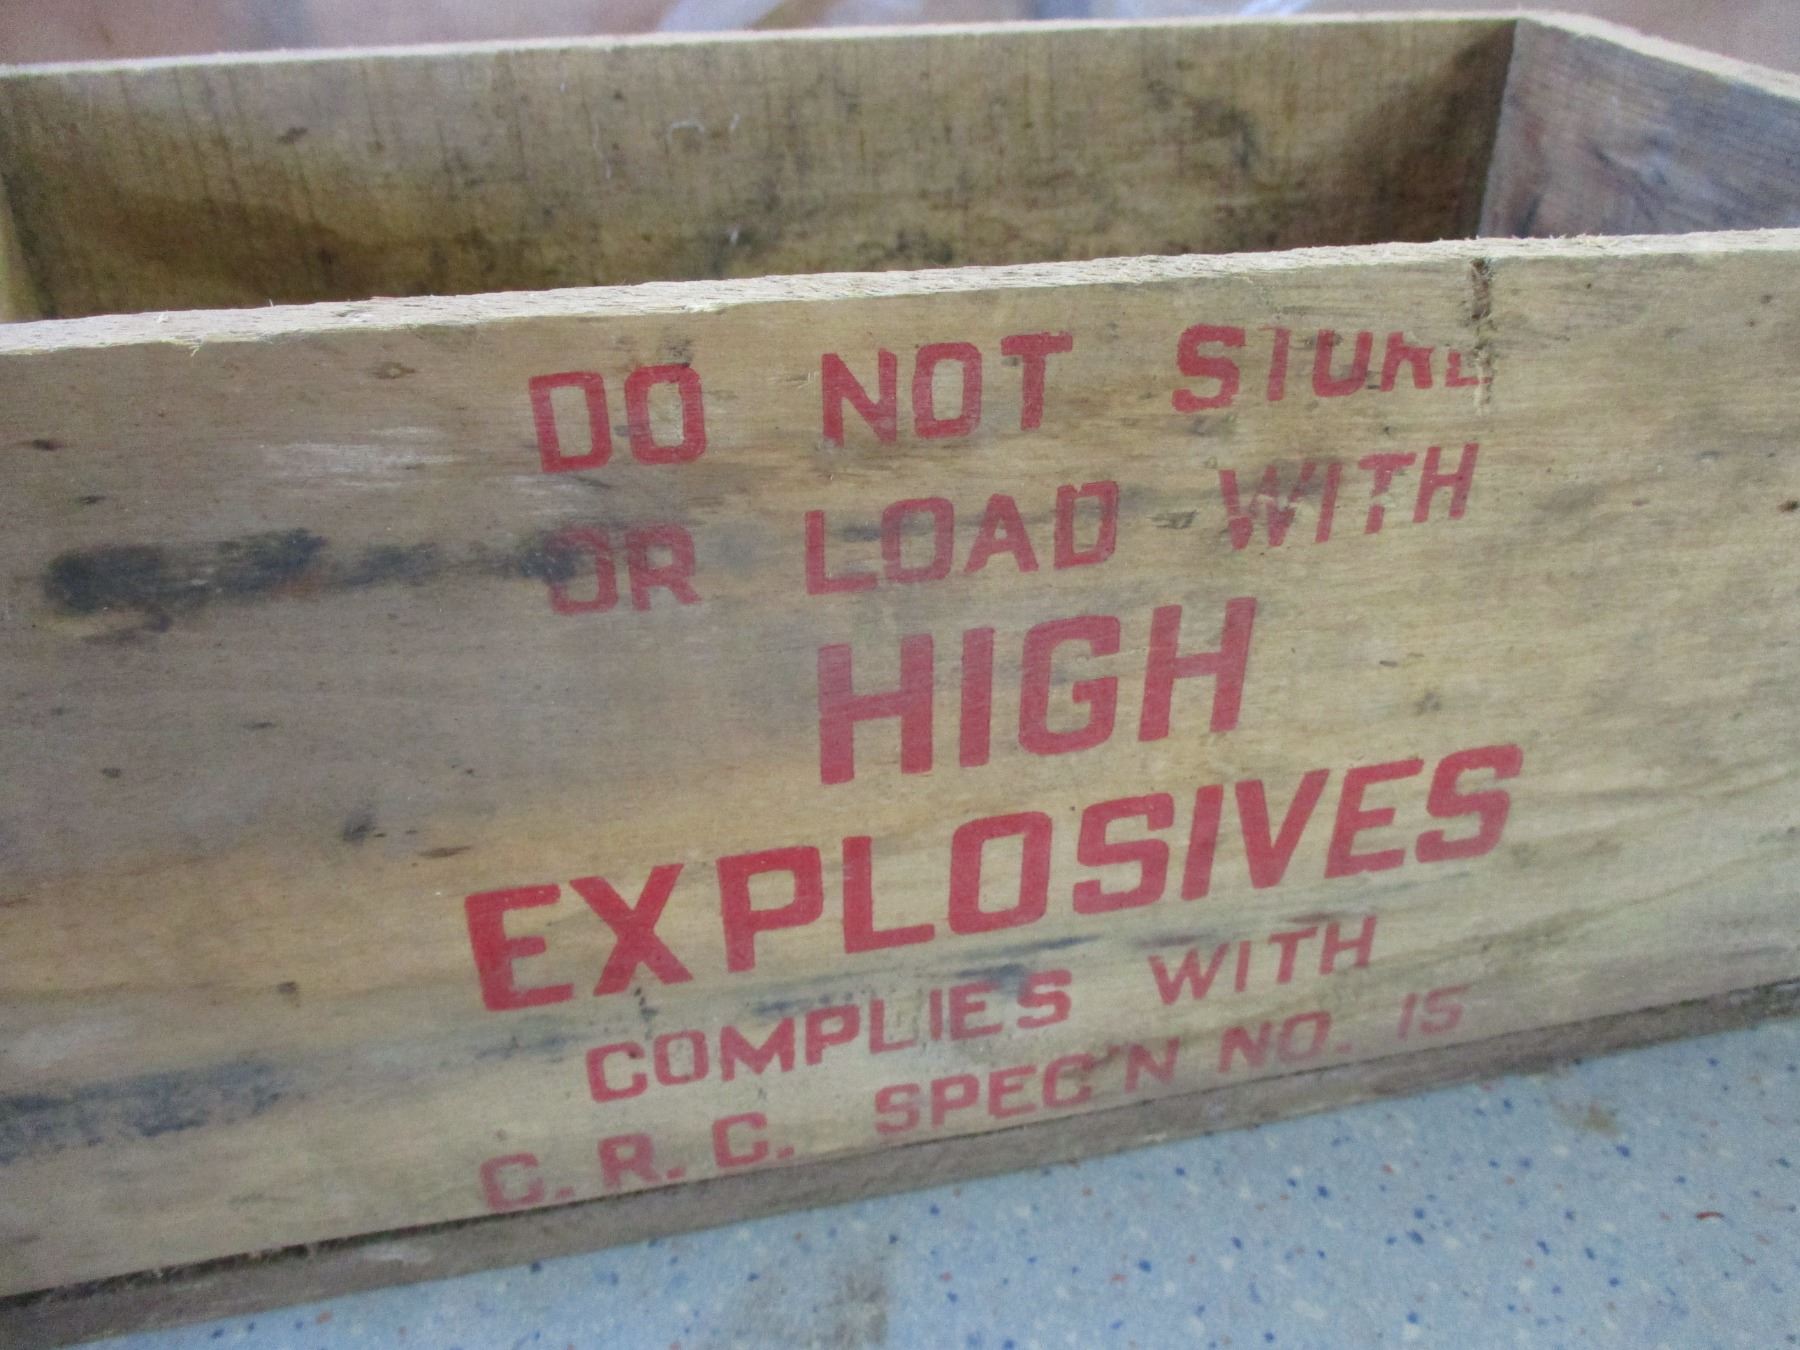 DO NOT STORE
OR LOAD WITH
HIGH
EXPLOSIVES
COMPLIES WITH
C.R.C. SPEC'N NO. 15